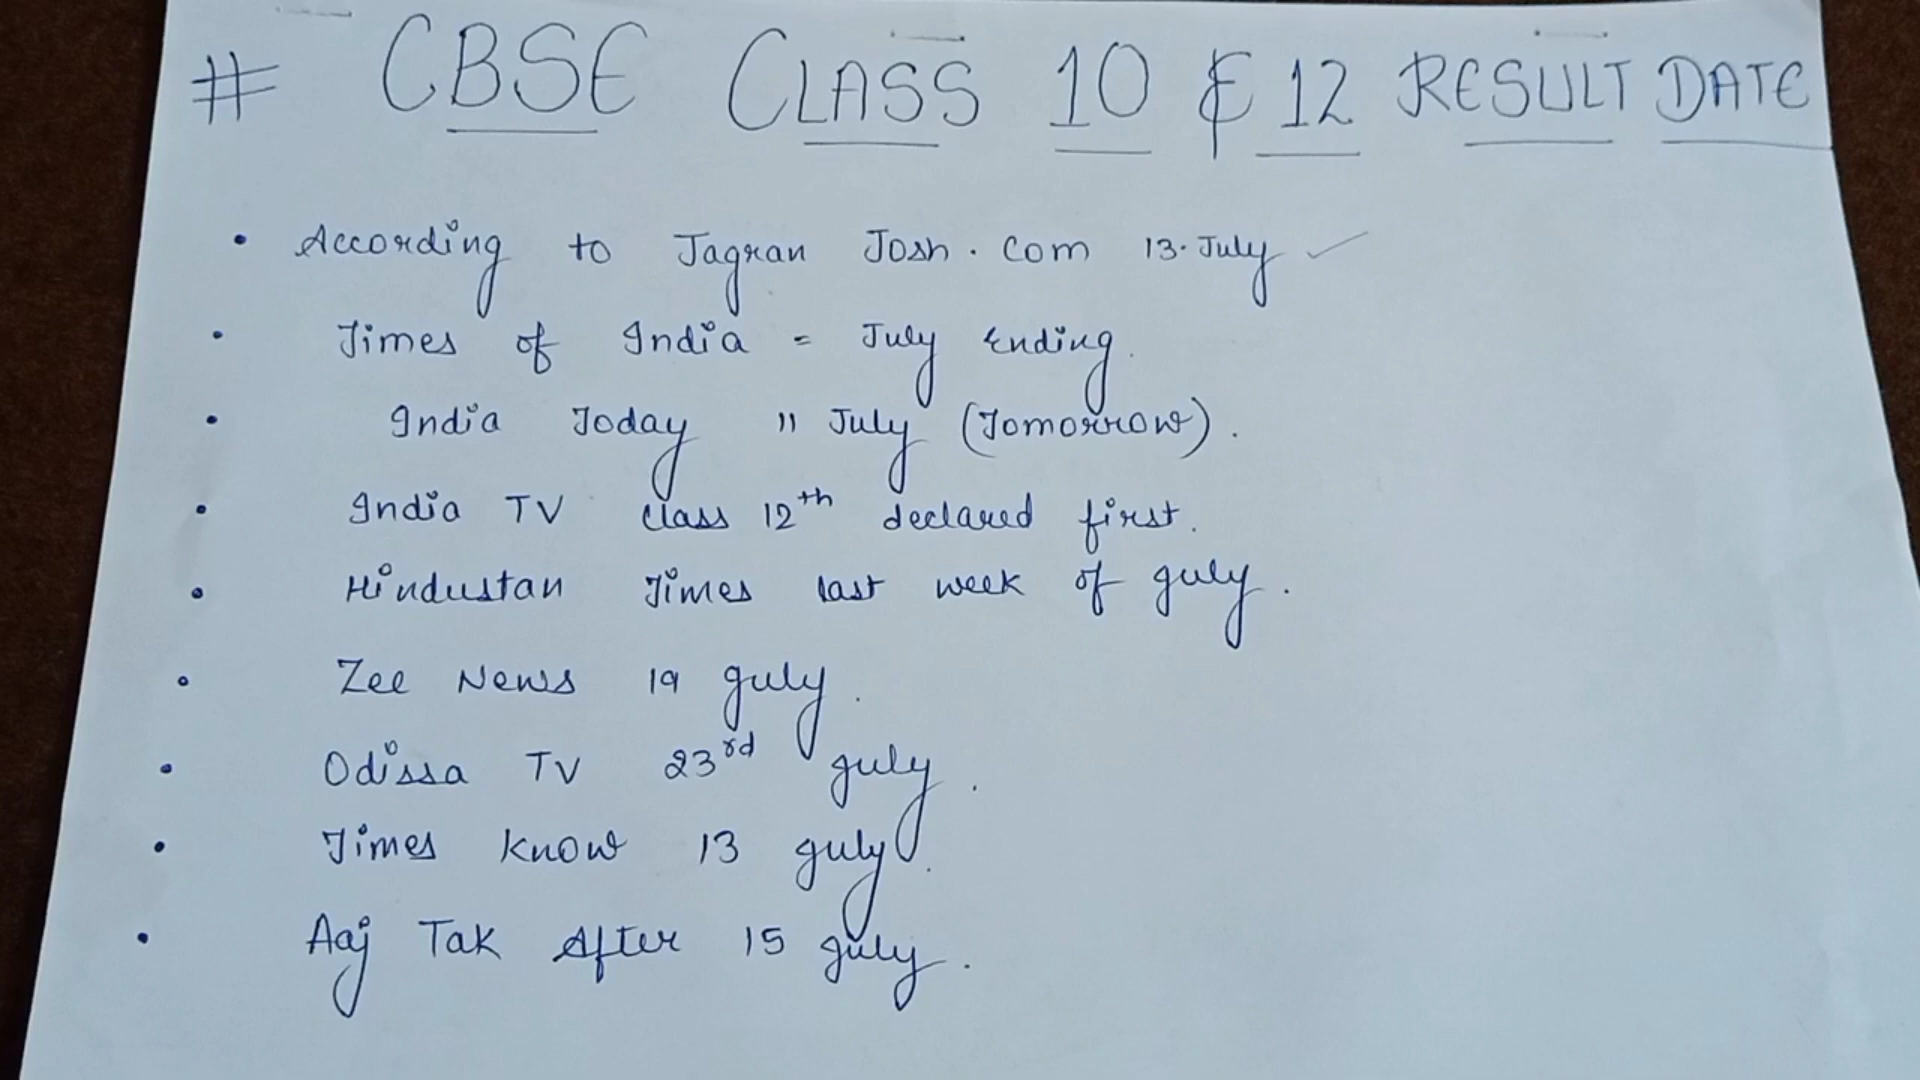 # CBSE CLASS 10 & 12 RESULT DATE
• According to Jagran Josh.com 13. July ✓
• Times of India = July Ending.
• India Today 11 July (Tomorrow).
• India TV class 12th declared first.
• Hindustan Times last week of july.
• Zee News 19 july.
• Odissa TV 23rd july.
• Times know 13 july.
• Aaj Tak After 15 july.